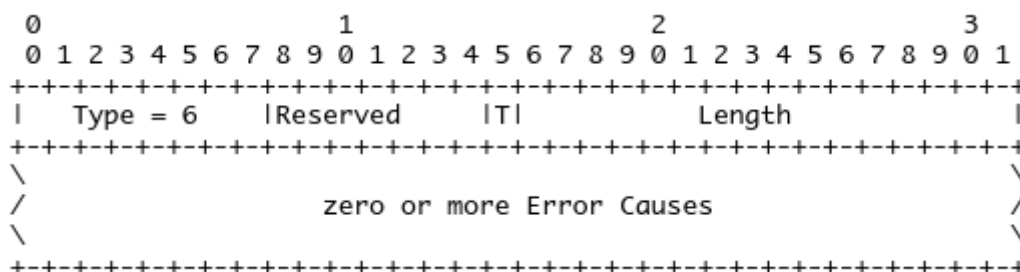 0 1 2 3
0 1 2 3 4 5 6 7 8 9 0 1 2 3 4 5 6 7 8 9 0 1 2 3 4 5 6 7 8 9 0 1
+-+-+-+-+-+-+-+-+-+-+-+-+-+-+-+-+-+-+-+-+-+-+-+-+-+-+-+-+-+-+-+-+
| Type = 6 |Reserved |T| Length |
+-+-+-+-+-+-+-+-+-+-+-+-+-+-+-+-+-+-+-+-+-+-+-+-+-+-+-+-+-+-+-+-+
\ \
/ zero or more Error Causes /
\ \
+-+-+-+-+-+-+-+-+-+-+-+-+-+-+-+-+-+-+-+-+-+-+-+-+-+-+-+-+-+-+-+-+